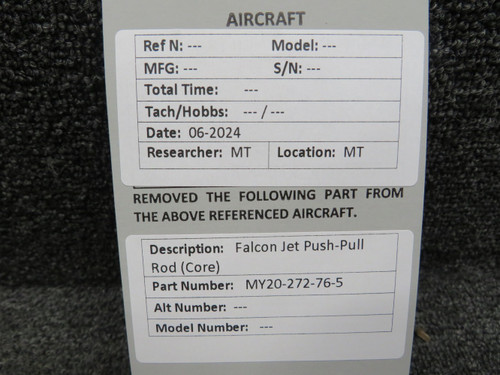 AIRCRAFT
Ref N: --- Model: ---
MFG: --- S/N: ---
Total Time: ---
Tach/Hobbs: --- / ---
Date: 06-2024
Researcher: MT Location: MT
REMOVED THE FOLLOWING PART FROM
THE ABOVE REFERENCED AIRCRAFT.
Description: Falcon Jet Push-Pull
Rod (Core)
Part Number: MY20-272-76-5
Alt Number: ---
Model Number: ---